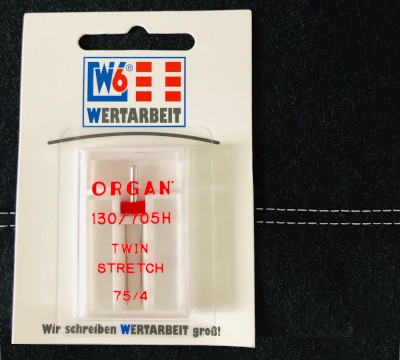 W6®
WERTARBEIT
ORGAN
130/705H
TWIN
STRETCH
75/4
Wir schreiben WERTARBEIT groß!